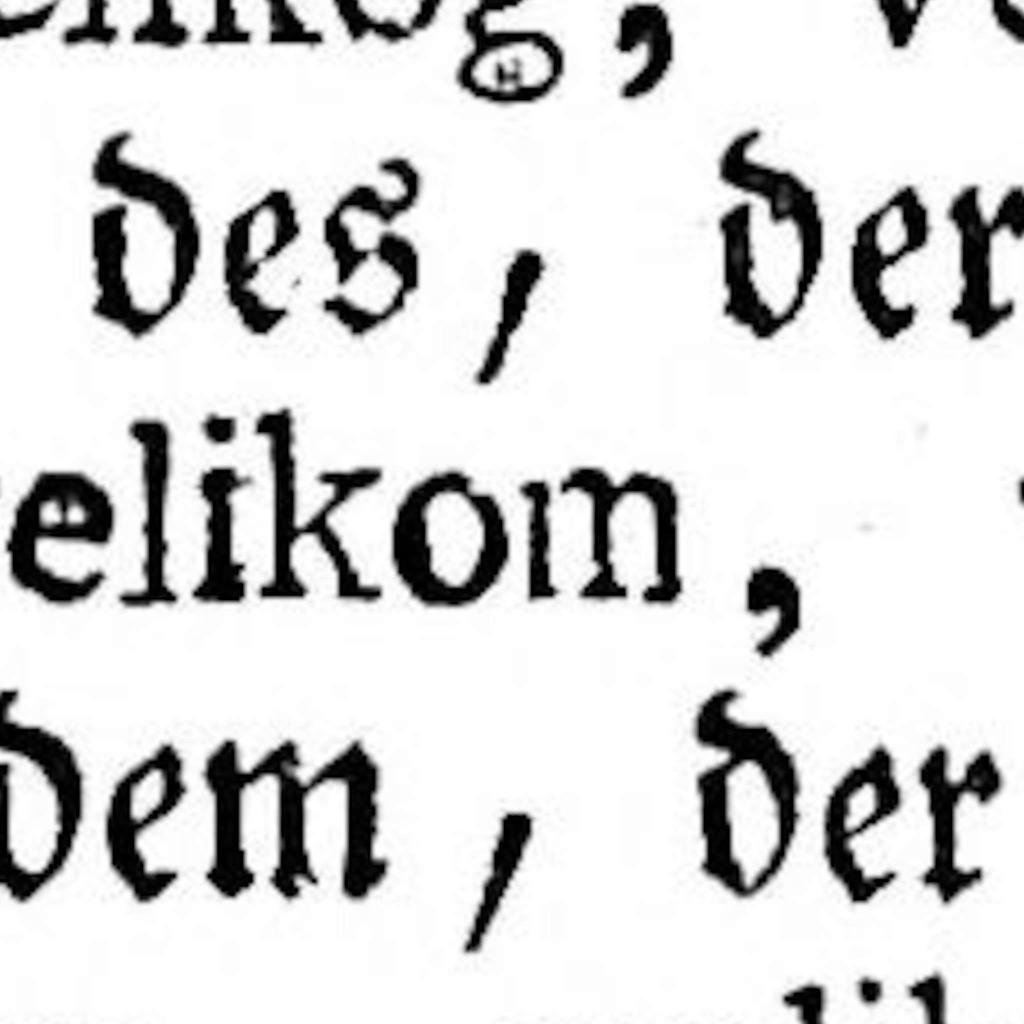 des, der
elikom,
dem, der